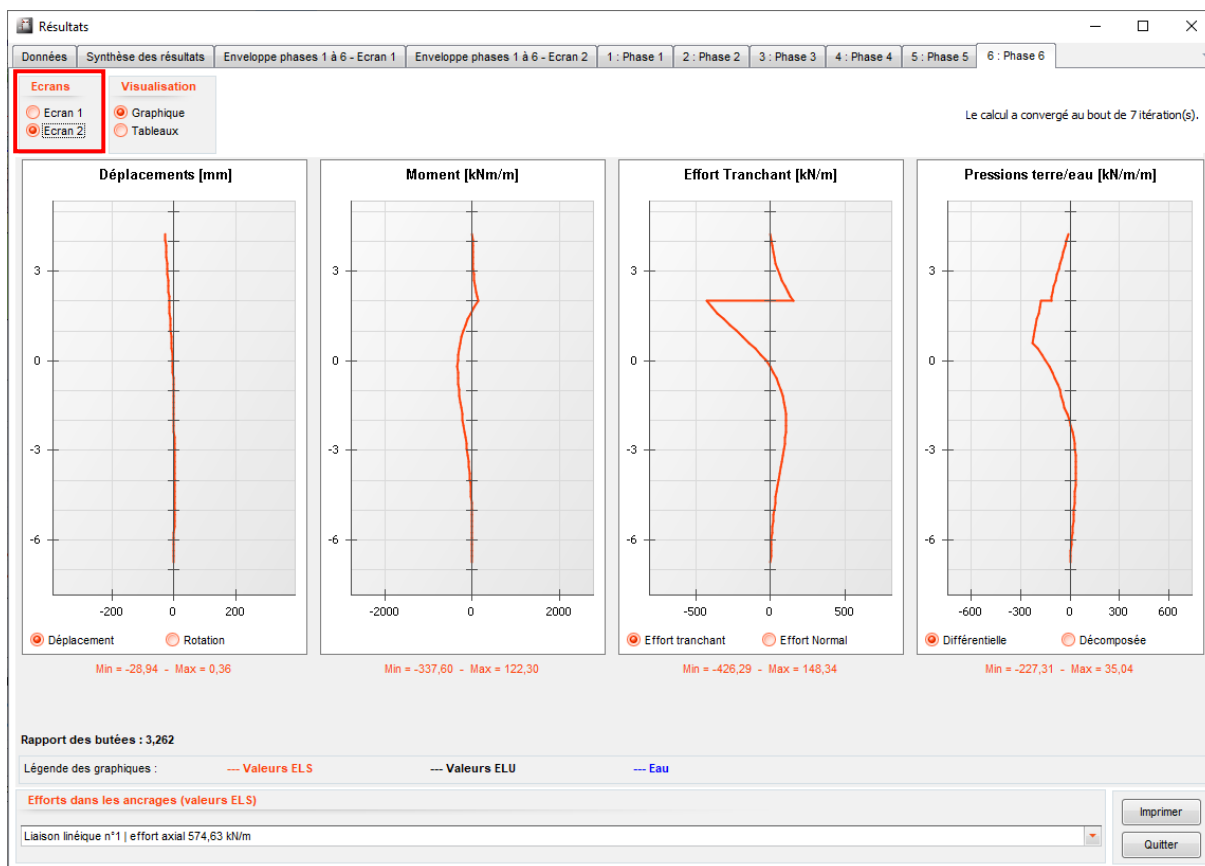 Résultats
Données Synthèse des résultats Enveloppe phases 1 à 6 - Ecran 1 Enveloppe phases 1 à 6 - Ecran 2 1 : Phase 1 2 : Phase 2 3 : Phase 3 4 : Phase 4 5 : Phase 5 6 : Phase 6
Ecrans Visualisation
Ecran 1 Graphique
Ecran 2 Tableaux
Le calcul a convergé au bout de 7 itération(s).
Déplacements [mm] Moment [kNm/m] Effort Tranchant [kN/m] Pressions terre/eau [kN/m/m]
3 3 3 3
0 0 0 0
-3 -3 -3 -3
-6 -6 -6 -6
-200 0 200 -2000 0 2000 -500 0 500 -600 -300 0 300 600
Déplacement Rotation Effort tranchant Effort Normal Différentielle Décomposée
Min = -28,94 - Max = 0,36 Min = -337,60 - Max = 122,30 Min = -426,29 - Max = 148,34 Min = -227,31 - Max = 35,04
Rapport des butées : 3,262
Légende des graphiques : --- Valeurs ELS --- Valeurs ELU --- Eau
Efforts dans les ancrages (valeurs ELS)
Liaison linéique n°1 | effort axial 574,63 kN/m
Imprimer
Quitter